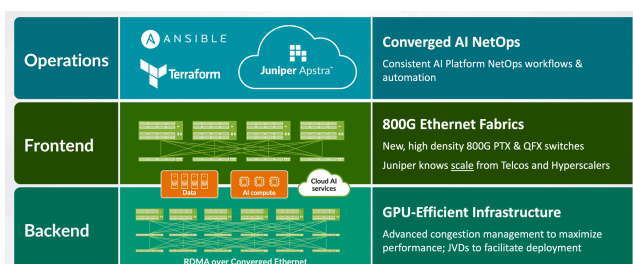 Operations
ANSIBLE
Terraform
Juniper Apstra™
Converged AI NetOps
Consistent AI Platform NetOps workflows &
automation
Frontend
800G Ethernet Fabrics
New, high density 800G PTX & QFX switches
Juniper knows scale from Telcos and Hyperscalers
Data
AI compute
Cloud AI
services
Backend
RDMA over Converged Ethernet
GPU-Efficient Infrastructure
Advanced congestion management to maximize
performance; JVDs to facilitate deployment